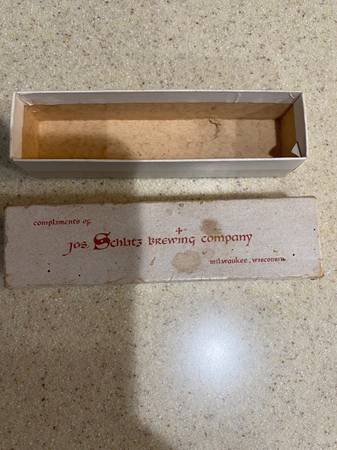 compliments of
Jos. Schlitz brewing company
milwaukee, wisconsin